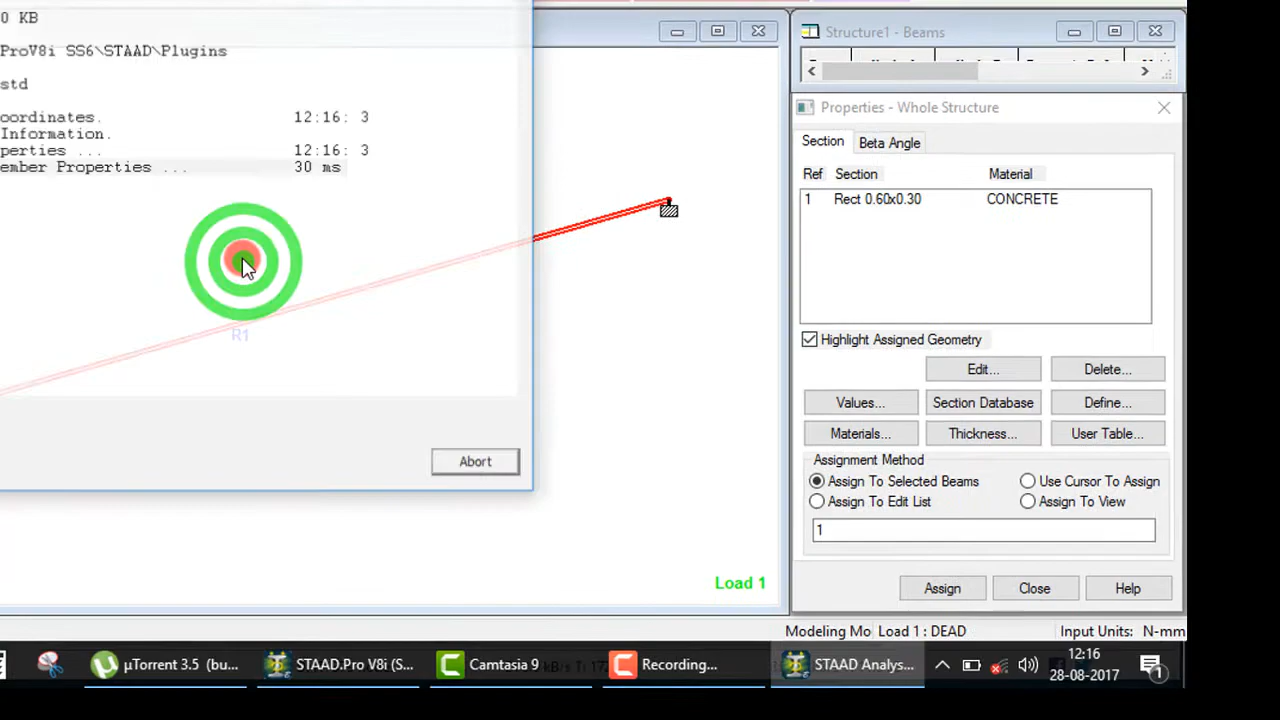 0 KB
ProV8i SS6\STAAD\Plugins
std
oordinates. 12:16: 3
Information.
perties ... 12:16: 3
ember Properties ... 30 ms
R1
Abort
Load 1
Structure1 - Beams
Properties - Whole Structure
Section Beta Angle
Ref Section Material
1 Rect 0.60x0.30 CONCRETE
Highlight Assigned Geometry
Edit... Delete...
Values... Section Database Define...
Materials... Thickness... User Table...
Assignment Method
Assign To Selected Beams Use Cursor To Assign
Assign To Edit List Assign To View
1
Assign Close Help
Modeling Mo Load 1 : DEAD Input Units: N-mm
µTorrent 3.5 (bu... STAAD.Pro V8i (S... Camtasia 9 Recording... STAAD Analys... 12:16
28-08-2017
1